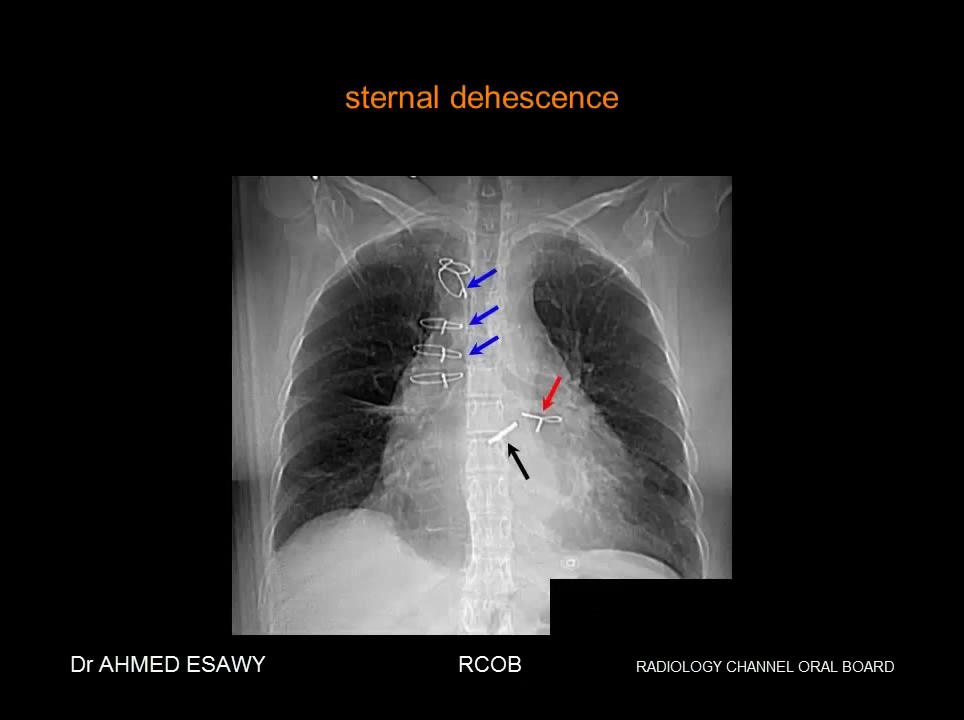 sternal dehescence
Dr AHMED ESAWY
RCOB
RADIOLOGY CHANNEL ORAL BOARD